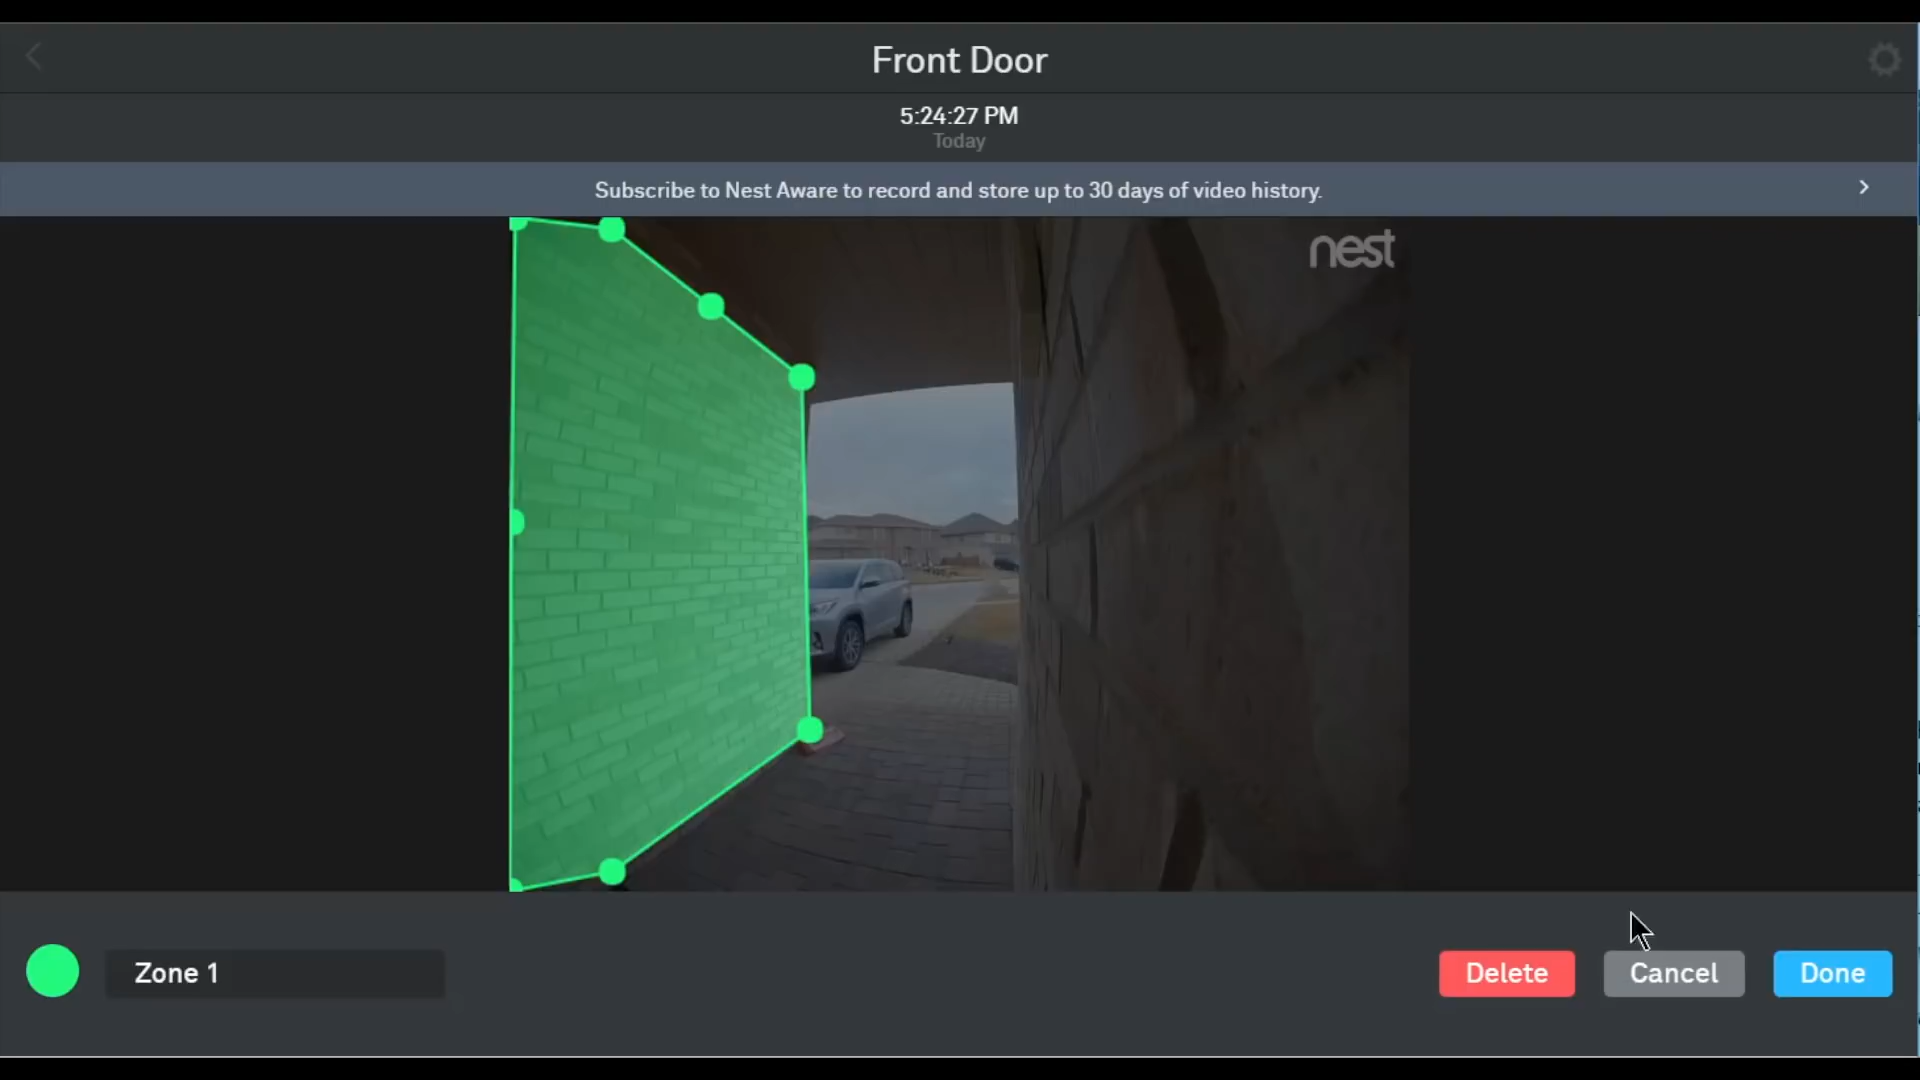 Front Door
5:24:27 PM
Today
Subscribe to Nest Aware to record and store up to 30 days of video history.
nest
Zone 1
Delete
Cancel
Done